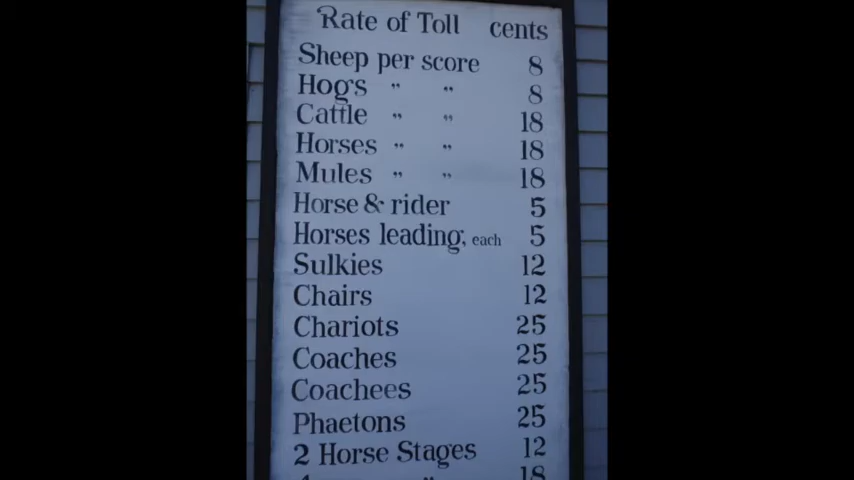 Rate of Toll cents
Sheep per score 8
Hogs " " 8
Cattle " " 18
Horses " " 18
Mules " " 18
Horse & rider 5
Horses leading, each 5
Sulkies 12
Chairs 12
Chariots 25
Coaches 25
Coachees 25
Phaetons 25
2 Horse Stages 12
4 " 18